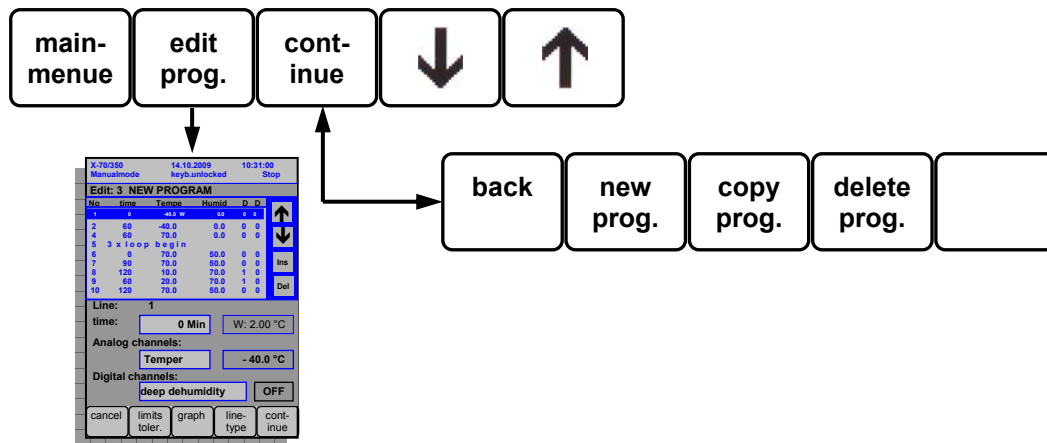 main-
menue
edit
prog.
cont-
inue
back
new
prog.
copy
prog.
delete
prog.
X-70/350 14.10.2009 10:31:00
Manualmode keyb.unlocked Stop
Edit: 3 NEW PROGRAM
No time Tempe Humid D D
1 0 -40.0 W 0.0 0 0
2 60 -40.0 0.0 0 0
4 60 70.0 0.0 0 0
5 3 x loop begin
6 0 70.0 50.0 0 0
7 90 70.0 50.0 0 0
8 120 10.0 70.0 1 0
9 60 20.0 70.0 1 0
10 120 70.0 50.0 0 0
Ins
Del
Line: 1
time: 0 Min W: 2.00 °C
Analog channels:
Temper - 40.0 °C
Digital channels:
deep dehumidity OFF
cancel
limits
toler.
graph
line-
type
cont-
inue